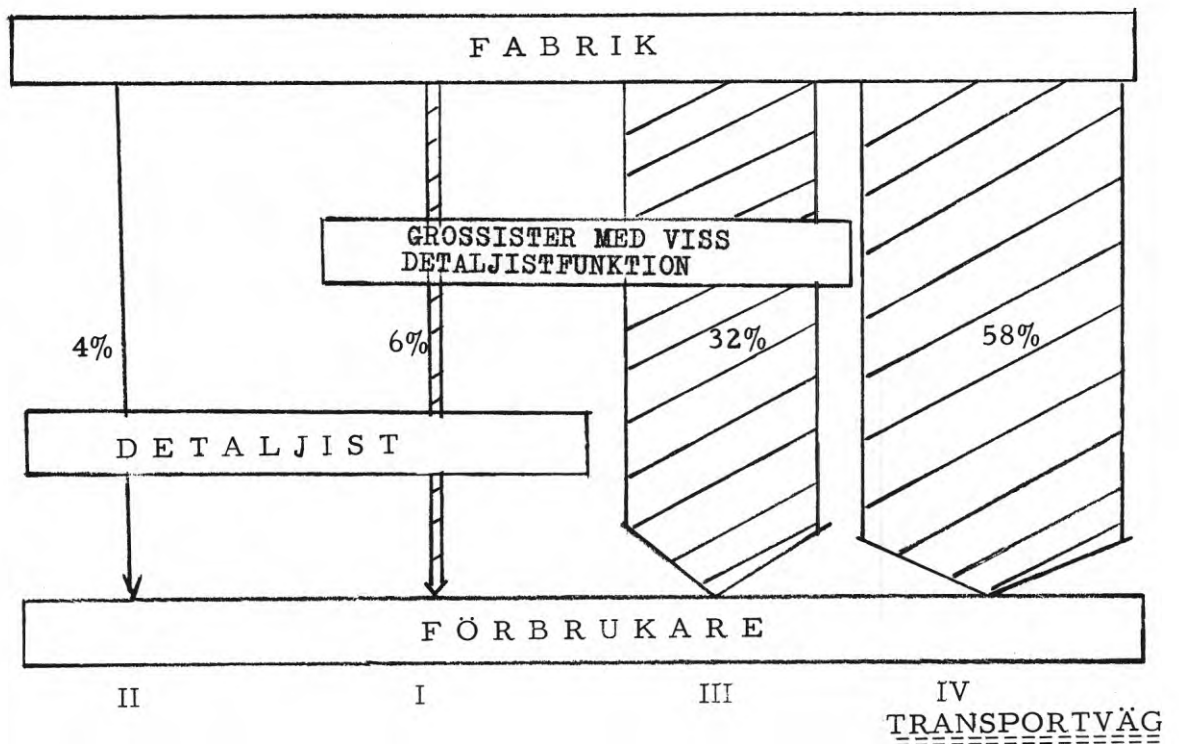 FABRIK
GROSSISTER MED VISS
DETALJISTFUNKTION
4% 6% 32% 58%
DETALJIST
FÖRBRUKARE
II I III IV
TRANSPORTVÄG